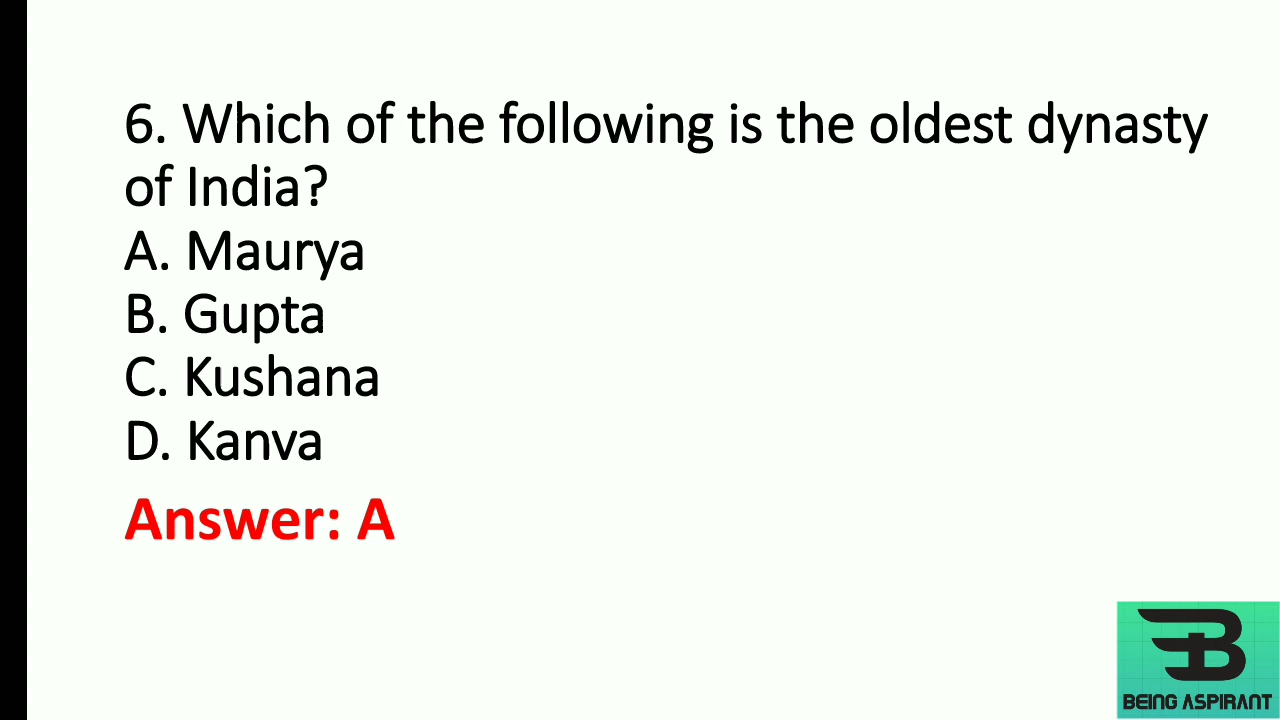 6. Which of the following is the oldest dynasty
of India?
A. Maurya
B. Gupta
C. Kushana
D. Kanva
Answer: A
B
BEING ASPIRANT